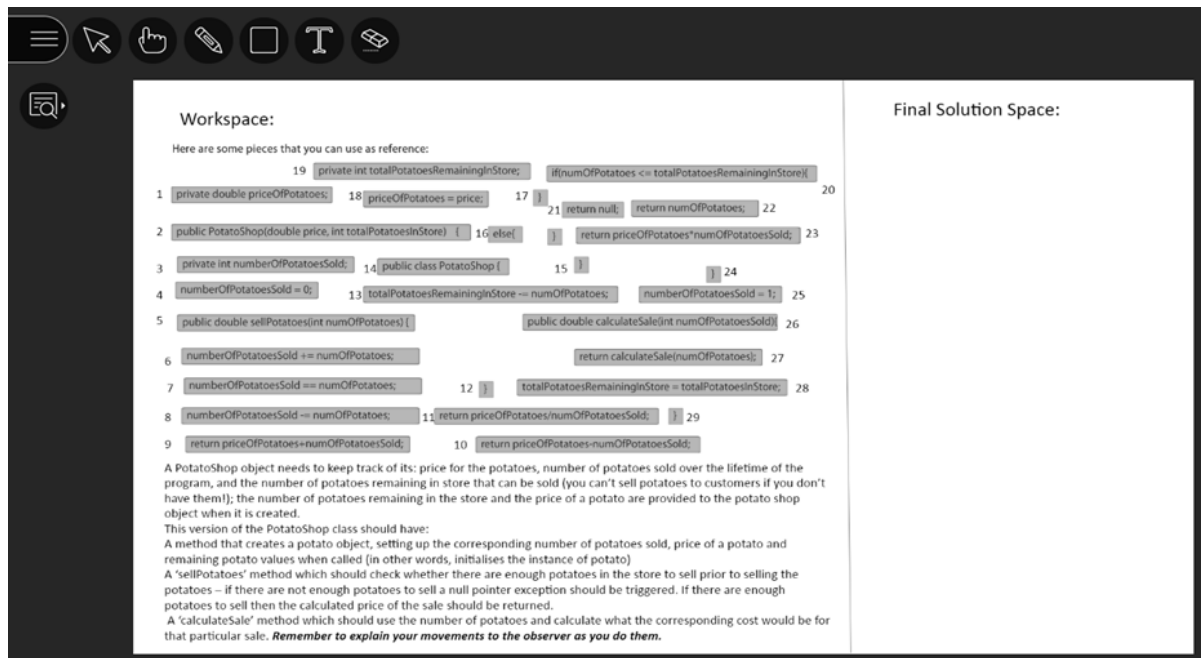 Workspace:
Final Solution Space:
Here are some pieces that you can use as reference:
19 private int totalPotatoesRemainingInStore; if(numOfPotatoes <= totalPotatoesRemainingInStore){ 20
1 private double priceOfPotatoes; 18 priceOfPotatoes = price; 17 }
21 return null; return numOfPotatoes; 22
2 public PotatoShop(double price, int totalPotatoesInStore) { 16 else{ } return priceOfPotatoes*numOfPotatoesSold; 23
3 private int numberOfPotatoesSold; 14 public class PotatoShop { 15 } } 24
4 numberOfPotatoesSold = 0; 13 totalPotatoesRemainingInStore -= numOfPotatoes; numberOfPotatoesSold = 1; 25
5 public double sellPotatoes(int numOfPotatoes) { public double calculateSale(int numOfPotatoesSold){ 26
6 numberOfPotatoesSold += numOfPotatoes; return calculateSale(numOfPotatoes); 27
7 numberOfPotatoesSold == numOfPotatoes; 12 } totalPotatoesRemainingInStore = totalPotatoesInStore; 28
8 numberOfPotatoesSold -= numOfPotatoes; 11 return priceOfPotatoes/numOfPotatoesSold; } 29
9 return priceOfPotatoes+numOfPotatoesSold; 10 return priceOfPotatoes-numOfPotatoesSold;
A PotatoShop object needs to keep track of its: price for the potatoes, number of potatoes sold over the lifetime of the
program, and the number of potatoes remaining in store that can be sold (you can't sell potatoes to customers if you don't
have them!); the number of potatoes remaining in the store and the price of a potato are provided to the potato shop
object when it is created.
This version of the PotatoShop class should have:
A method that creates a potato object, setting up the corresponding number of potatoes sold, price of a potato and
remaining potato values when called (in other words, initialises the instance of potato)
A 'sellPotatoes' method which should check whether there are enough potatoes in the store to sell prior to selling the
potatoes – if there are not enough potatoes to sell a null pointer exception should be triggered. If there are enough
potatoes to sell then the calculated price of the sale should be returned.
A 'calculateSale' method which should use the number of potatoes and calculate what the corresponding cost would be for
that particular sale. Remember to explain your movements to the observer as you do them.